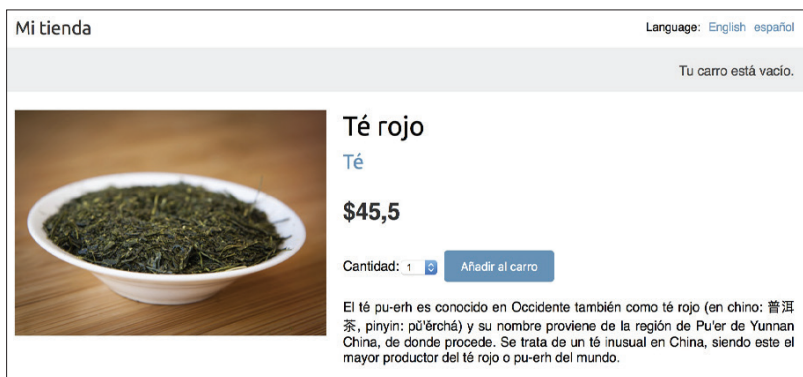 Mi tienda
Language: English español
Tu carro está vacío.
Té rojo
Té
$45,5
Cantidad: 1 Añadir al carro
El té pu-erh es conocido en Occidente también como té rojo (en chino: 普洱
茶, pinyin: pǔ'ěrchá) y su nombre proviene de la región de Pu'er de Yunnan
China, de donde procede. Se trata de un té inusual en China, siendo este el
mayor productor del té rojo o pu-erh del mundo.